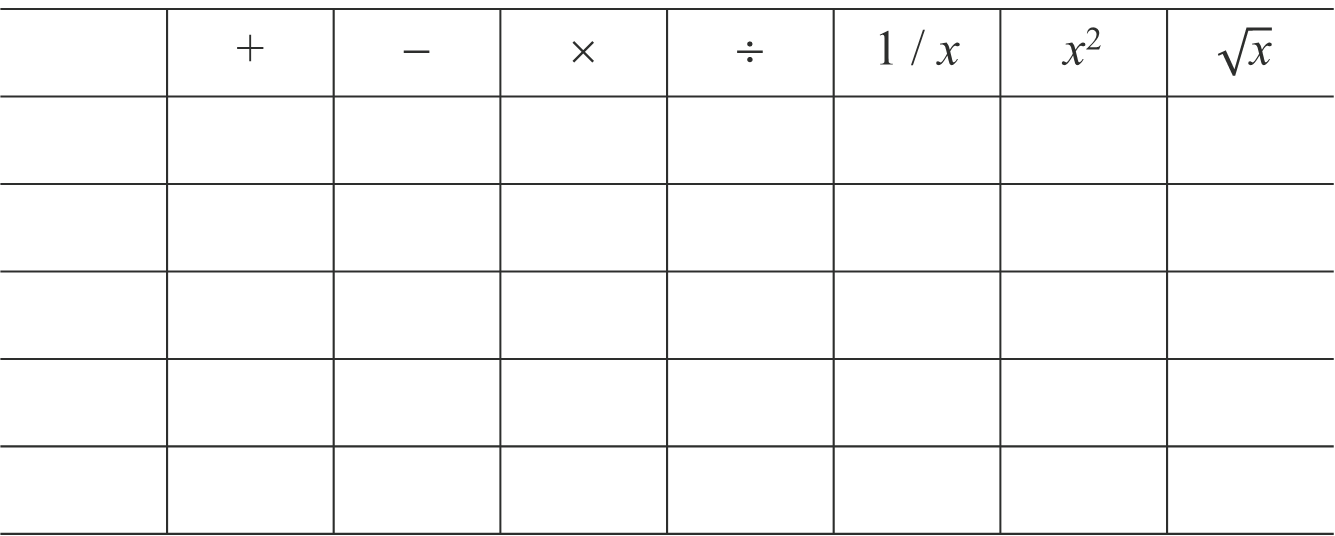 + − × ÷ 1 / x x² √x